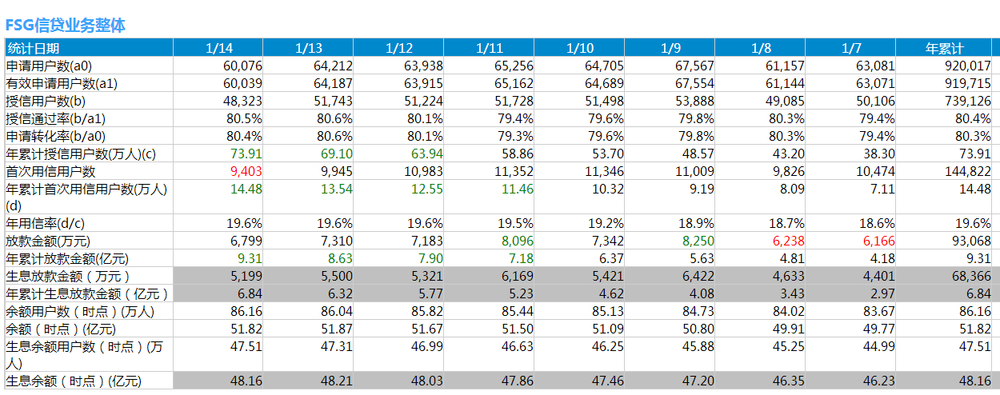 FSG信贷业务整体
统计日期 1/14 1/13 1/12 1/11 1/10 1/9 1/8 1/7 年累计
申请用户数(a0) 60,076 64,212 63,938 65,256 64,705 67,567 61,157 63,081 920,017
有效申请用户数(a1) 60,039 64,187 63,915 65,162 64,689 67,554 61,144 63,071 919,715
授信用户数(b) 48,323 51,743 51,224 51,728 51,498 53,888 49,085 50,106 739,126
授信通过率(b/a1) 80.5% 80.6% 80.1% 79.4% 79.6% 79.8% 80.3% 79.4% 80.4%
申请转化率(b/a0) 80.4% 80.6% 80.1% 79.3% 79.6% 79.8% 80.3% 79.4% 80.3%
年累计授信用户数(万人)(c) 73.91 69.10 63.94 58.86 53.70 48.57 43.20 38.30 73.91
首次用信用户数 9,403 9,945 10,983 11,352 11,346 11,009 9,826 10,474 144,822
年累计首次用信用户数(万人)
(d) 14.48 13.54 12.55 11.46 10.32 9.19 8.09 7.11 14.48
年用信率(d/c) 19.6% 19.6% 19.6% 19.5% 19.2% 18.9% 18.7% 18.6% 19.6%
放款金额(万元) 6,799 7,310 7,183 8,096 7,342 8,250 6,238 6,166 93,068
年累计放款金额(亿元) 9.31 8.63 7.90 7.18 6.37 5.63 4.81 4.18 9.31
生息放款金额（万元） 5,199 5,500 5,321 6,169 5,421 6,422 4,633 4,401 68,366
年累计生息放款金额（亿元） 6.84 6.32 5.77 5.23 4.62 4.08 3.43 2.97 6.84
余额用户数（时点）(万人) 86.16 86.04 85.82 85.44 85.13 84.73 84.02 83.67 86.16
余额（时点）(亿元) 51.82 51.87 51.67 51.50 51.09 50.80 49.91 49.77 51.82
生息余额用户数（时点）(万
人) 47.51 47.31 46.99 46.63 46.25 45.88 45.25 44.99 47.51
生息余额（时点）(亿元) 48.16 48.21 48.03 47.86 47.46 47.20 46.35 46.23 48.16